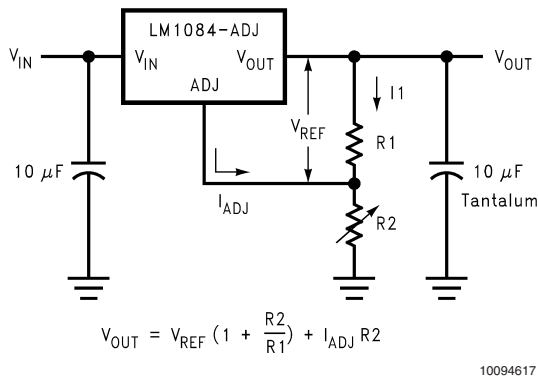 LM1084-ADJ
V_IN
V_IN
V_OUT
V_OUT
ADJ
I1
V_REF
R1
10 μF
10 μF
Tantalum
I_ADJ
R2
V_OUT = V_REF (1 + R2/R1) + I_ADJ R2
10094617